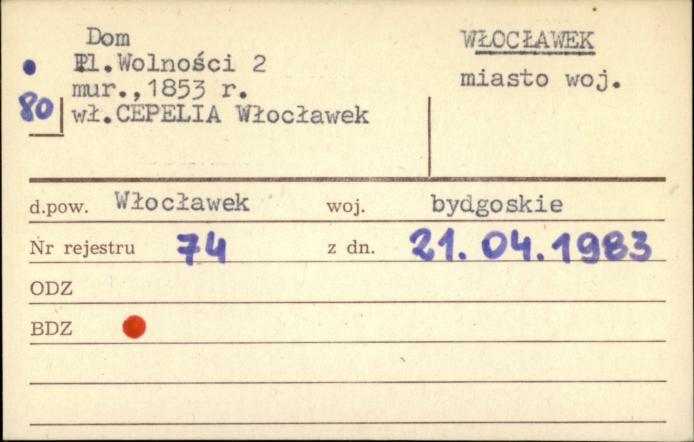 Dom
Pl.Wolności 2
mur.,1853 r.
80 wł.CEPELIA Włocławek
WŁOCŁAWEK
miasto woj.
d.pow. Włocławek woj. bydgoskie
Nr rejestru 74 z dn. 21.04.1983
ODZ
BDZ